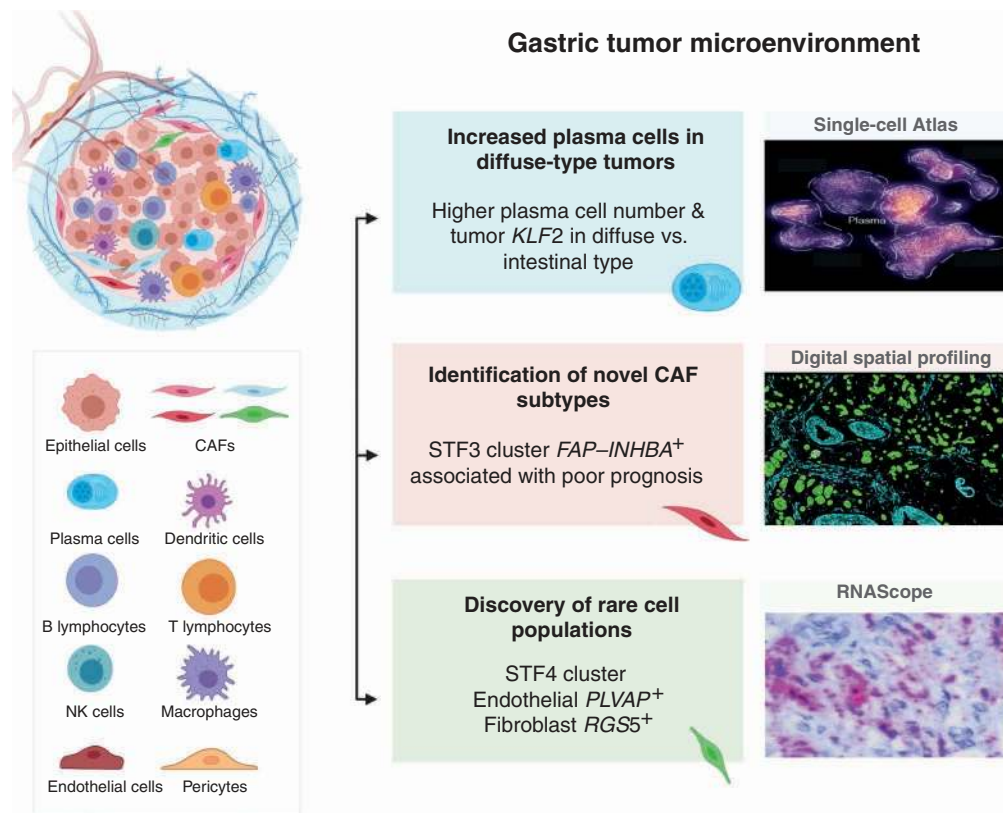 Gastric tumor microenvironment
Increased plasma cells in
diffuse-type tumors
Higher plasma cell number &
tumor KLF2 in diffuse vs.
intestinal type
Single-cell Atlas
Plasma
Identification of novel CAF
subtypes
STF3 cluster FAP–INHBA+
associated with poor prognosis
Digital spatial profiling
Discovery of rare cell
populations
STF4 cluster
Endothelial PLVAP+
Fibroblast RGS5+
RNAScope
Epithelial cells
CAFs
Plasma cells
Dendritic cells
B lymphocytes
T lymphocytes
NK cells
Macrophages
Endothelial cells
Pericytes